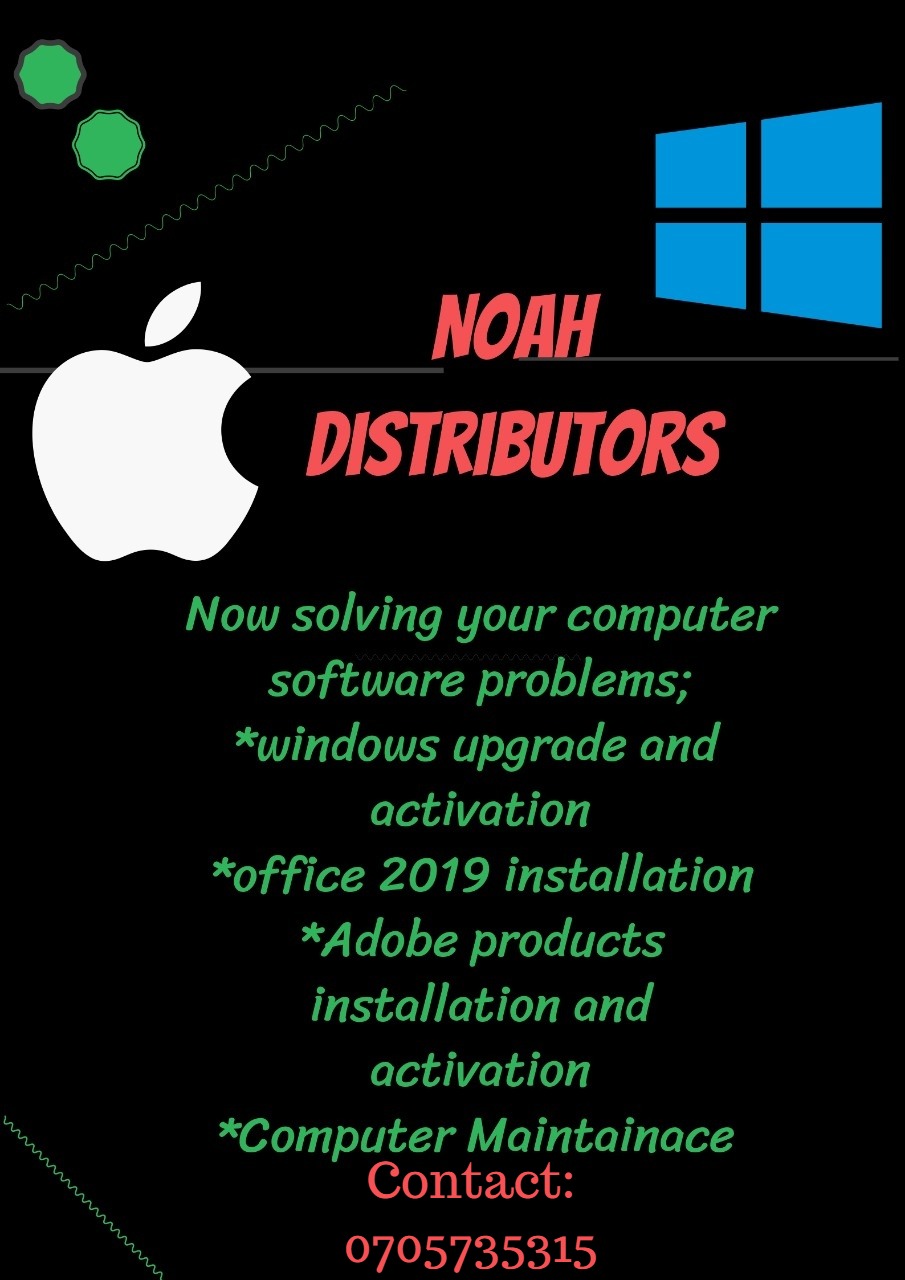 NOAH
DISTRIBUTORS
Now solving your computer
software problems;
*windows upgrade and
activation
*office 2019 installation
*Adobe products
installation and
activation
*Computer Maintainace
Contact:
0705735315